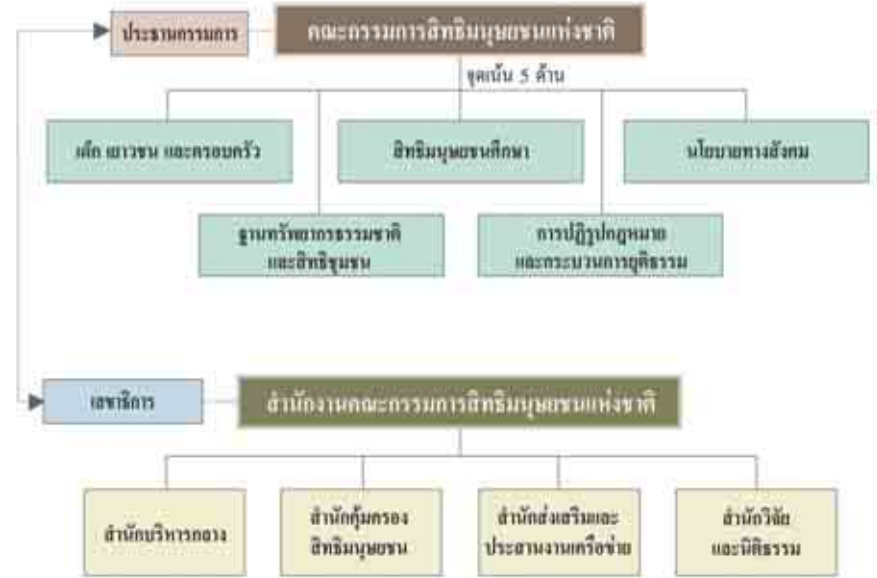 ประธานกรรมการ
คณะกรรมการสิทธิมนุษยชนแห่งชาติ
จุดเน้น 5 ด้าน
เด็ก เยาวชน และครอบครัว
สิทธิมนุษยชนศึกษา
นโยบายทางสังคม
ฐานทรัพยากรธรรมชาติ
และสิทธิชุมชน
การปฏิรูปกฎหมาย
และกระบวนการยุติธรรม
เลขาธิการ
สำนักงานคณะกรรมการสิทธิมนุษยชนแห่งชาติ
สำนักบริหารกลาง
สำนักคุ้มครอง
สิทธิมนุษยชน
สำนักส่งเสริมและ
ประสานงานเครือข่าย
สำนักวิจัย
และนิติธรรม